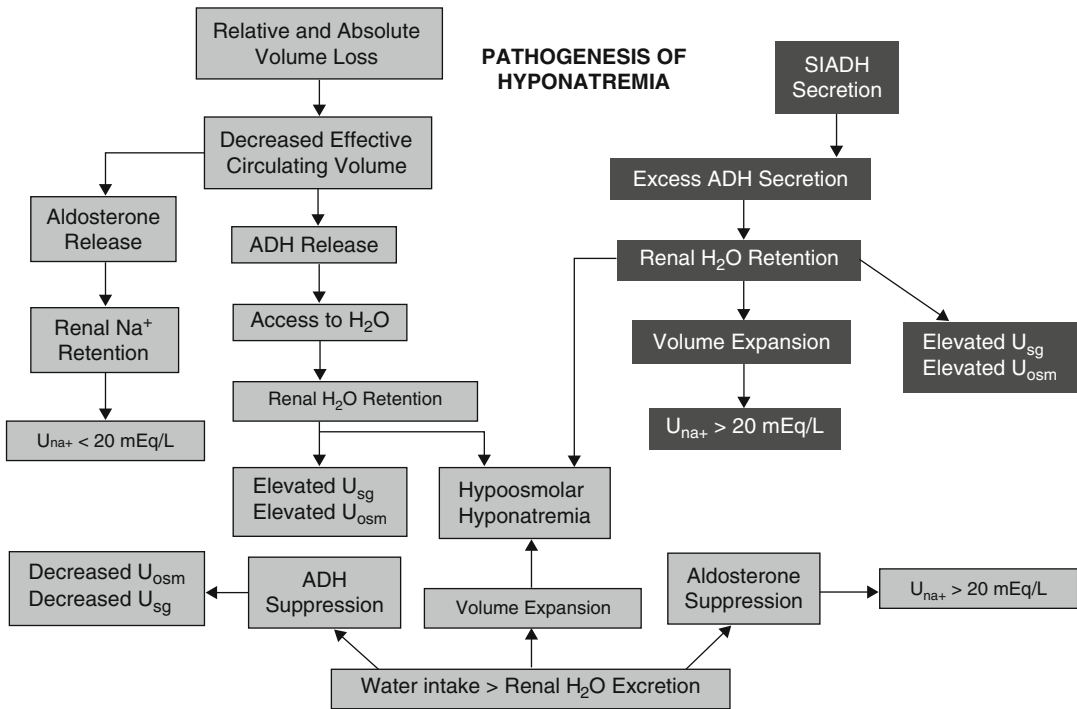 Relative and Absolute
Volume Loss
PATHOGENESIS OF
HYPONATREMIA
SIADH
Secretion
Decreased Effective
Circulating Volume
Excess ADH Secretion
Aldosterone
Release
ADH Release
Renal H₂O Retention
Renal Na⁺
Retention
Access to H₂O
Volume Expansion
Elevated Usg
Elevated Uosm
Renal H₂O Retention
Una+ < 20 mEq/L
Una+ > 20 mEq/L
Elevated Usg
Elevated Uosm
Hypoosmolar
Hyponatremia
Decreased Uosm
Decreased Usg
ADH
Suppression
Volume Expansion
Aldosterone
Suppression
Una+ > 20 mEq/L
Water intake > Renal H₂O Excretion